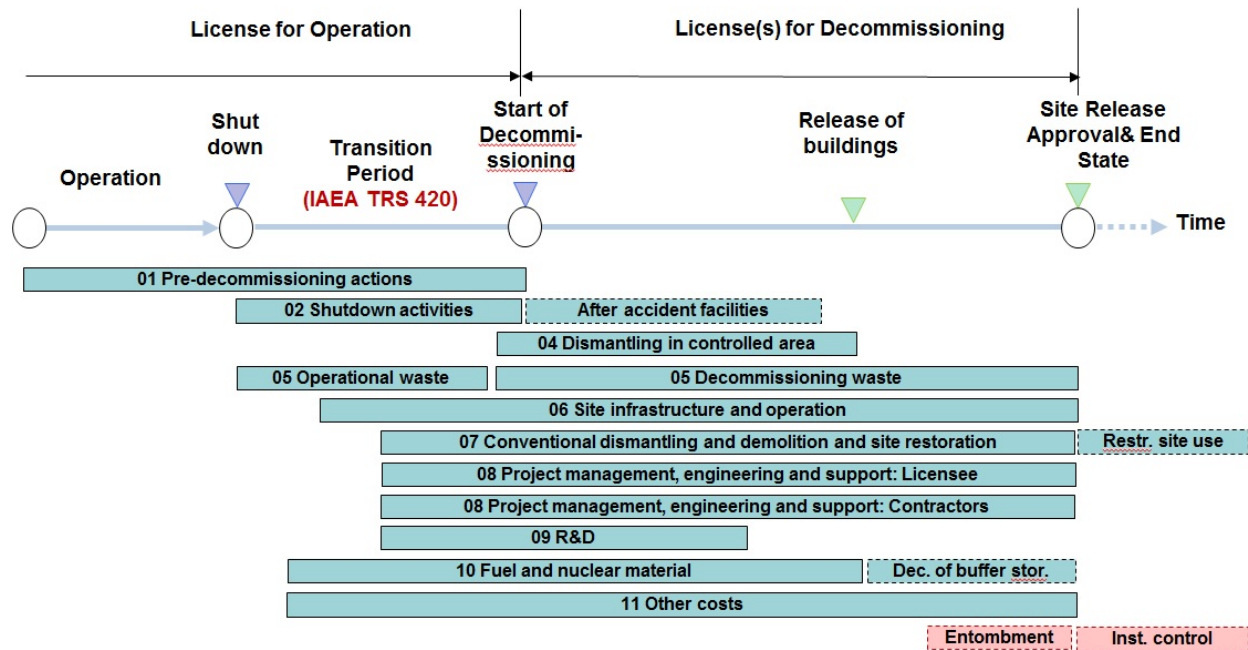 License for Operation
License(s) for Decommissioning
Shut
down
Start of
Decommi-
ssioning
Release of
buildings
Site Release
Approval& End
State
Operation
Transition
Period
(IAEA TRS 420)
Time
01 Pre-decommissioning actions
02 Shutdown activities
After accident facilities
04 Dismantling in controlled area
05 Operational waste
05 Decommissioning waste
06 Site infrastructure and operation
07 Conventional dismantling and demolition and site restoration
Restr. site use
08 Project management, engineering and support: Licensee
08 Project management, engineering and support: Contractors
09 R&D
10 Fuel and nuclear material
Dec. of buffer stor.
11 Other costs
Entombment
Inst. control